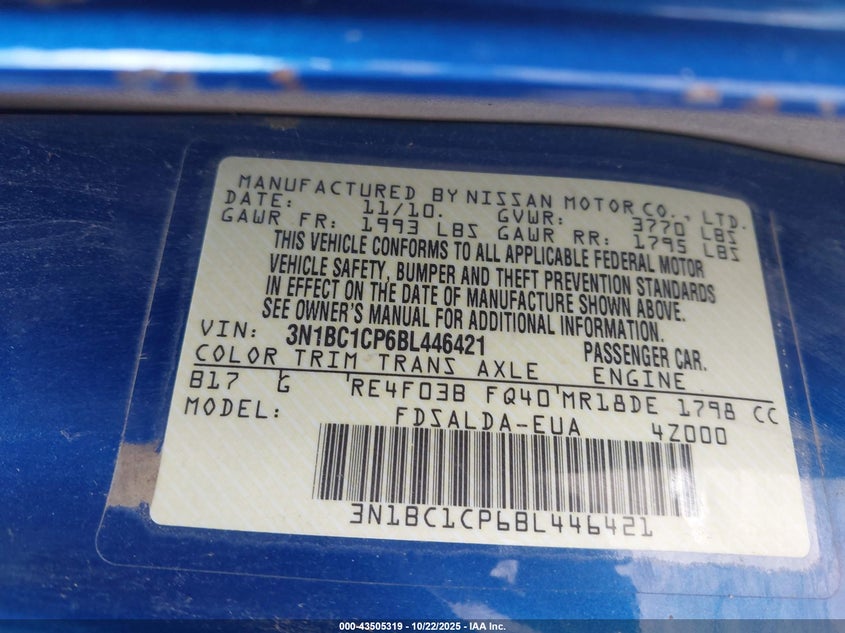 MANUFACTURED BY NISSAN MOTOR CO., LTD.
DATE: 11/10. GVWR: 3770 LBS
GAWR FR: 1993 LBS GAWR RR: 1795 LBS
THIS VEHICLE CONFORMS TO ALL APPLICABLE FEDERAL MOTOR
VEHICLE SAFETY, BUMPER AND THEFT PREVENTION STANDARDS
IN EFFECT ON THE DATE OF MANUFACTURE SHOWN ABOVE.
SEE OWNER'S MANUAL FOR ADDITIONAL INFORMATION.
VIN: 3N1BC1CP6BL446421 PASSENGER CAR.
COLOR TRIM TRANS AXLE ENGINE
B17 G RE4F03B FQ40 MR18DE 1798 CC
MODEL: FDSALDA-EUA 4Z000
3N1BC1CP6BL446421
000-43505319 - 10/22/2025 - IAA Inc.